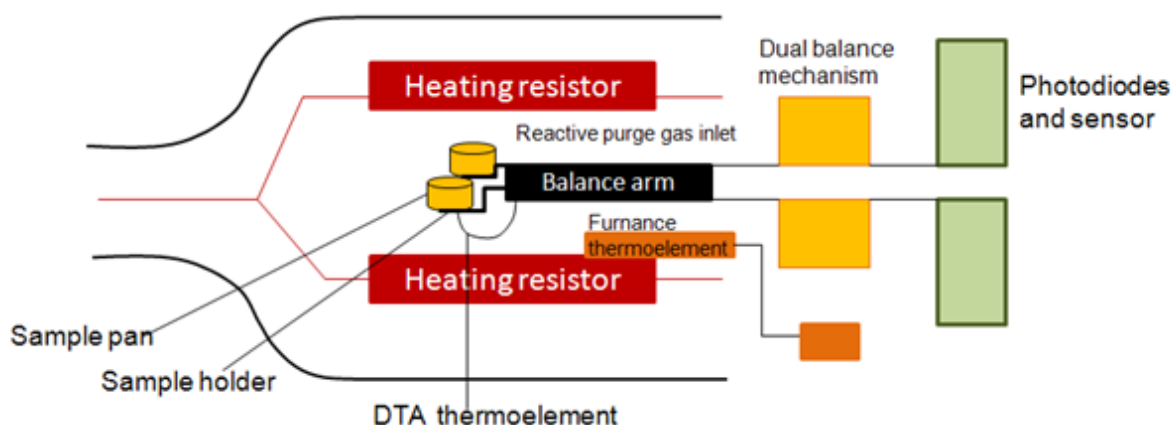 Dual balance
mechanism
Heating resistor
Photodiodes
and sensor
Reactive purge gas inlet
Balance arm
Furnance
thermoelement
Heating resistor
Sample pan
Sample holder
DTA thermoelement